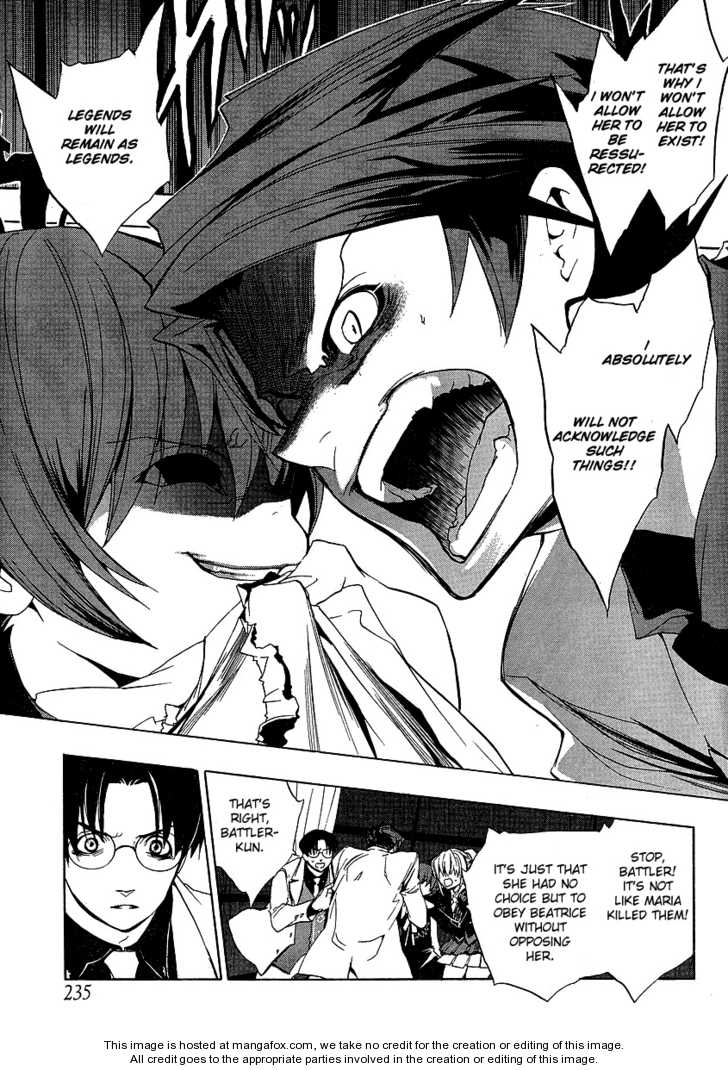 THAT'S
WHY I
WON'T
ALLOW
HER TO
EXIST!
I WON'T
ALLOW
HER TO
BE
RESSU-
RECTED!
LEGENDS
WILL
REMAIN AS
LEGENDS.
I
ABSOLUTELY
WILL NOT
ACKNOWLEDGE
SUCH
THINGS!!
STOP,
BATTLER!
IT'S NOT
LIKE MARIA
KILLED THEM!
IT'S JUST THAT
SHE HAD NO
CHOICE BUT TO
OBEY BEATRICE
WITHOUT
OPPOSING
HER.
THAT'S
RIGHT,
BATTLER-
KUN.
235
This image is hosted at mangafox.com, we take no credit for the creation or editing of this image.
All credit goes to the appropriate parties involved in the creation or editing of this image.